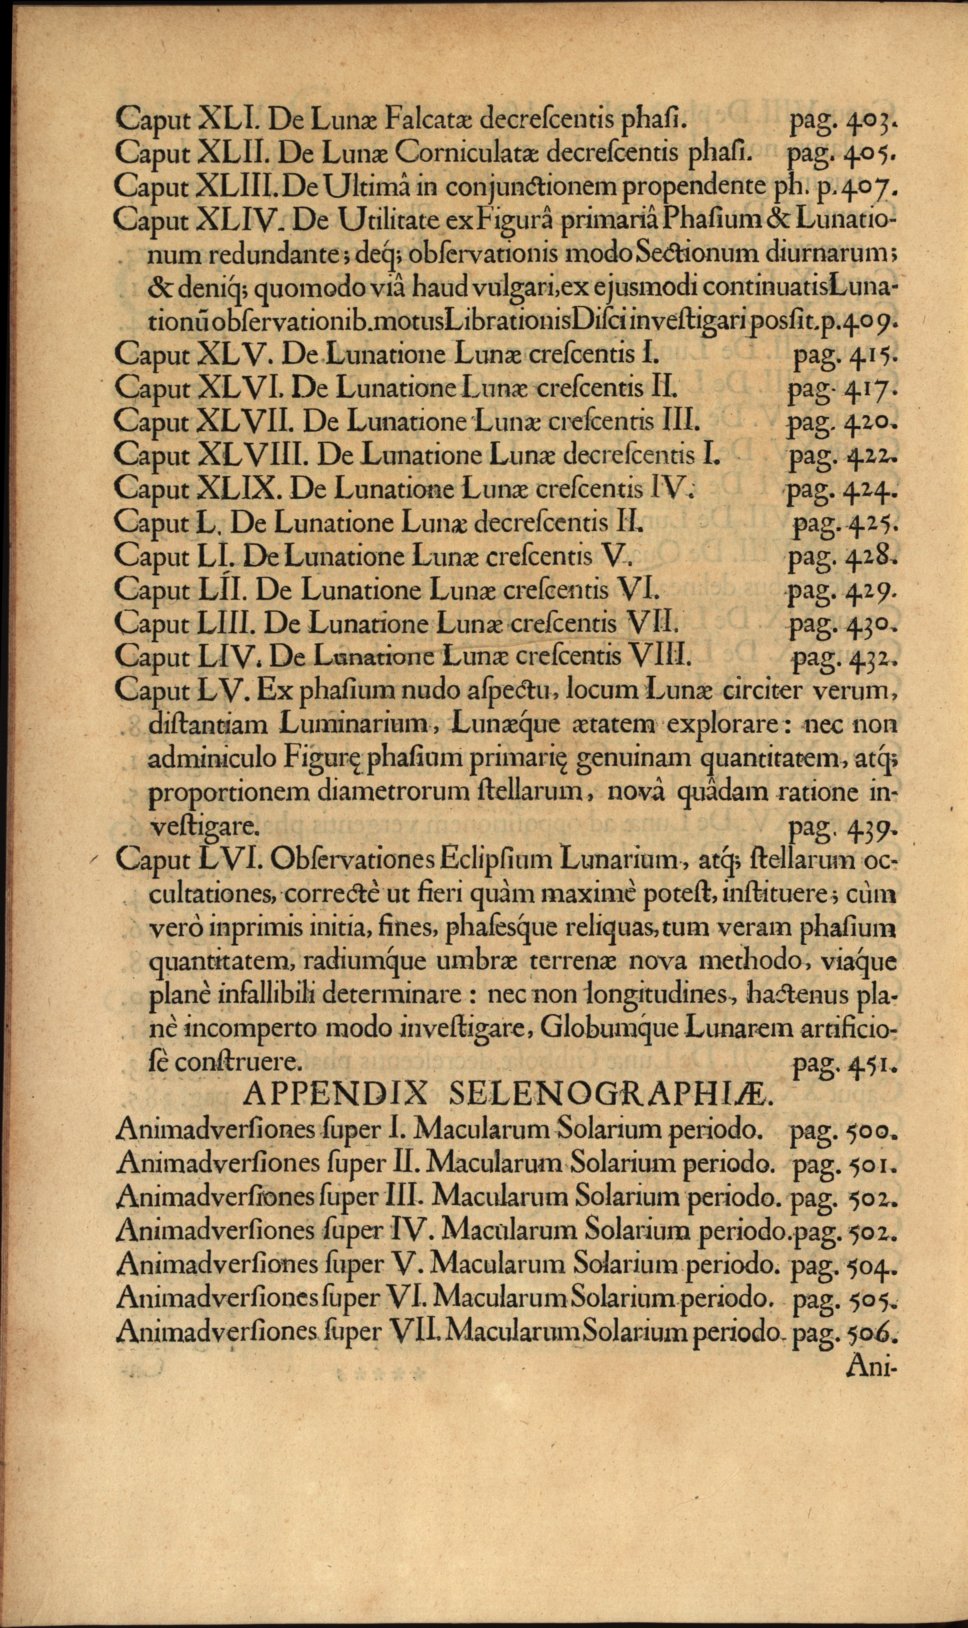 Caput XLI. De Lunæ Falcatæ decreſcentis phaſi. pag. 403.
Caput XLII. De Lunæ Corniculatæ decreſcentis phaſi. pag. 405.
Caput XLIII. De Ultimâ in conjunctionem propendente ph. p. 407.
Caput XLIV. De Utilitate ex Figurâ primariâ Phaſium & Lunatio-
num redundante; deq́; obſervationis modo Sectionum diurnarum;
& deniq́; quomodo viâ haud vulgari, ex ejusmodi continuatis Luna-
tionũ obſervationib. motus Librationis Diſci inveſtigari poſſit. p. 409.
Caput XLV. De Lunatione Lunæ creſcentis I. pag. 415.
Caput XLVI. De Lunatione Lunæ creſcentis II. pag. 417.
Caput XLVII. De Lunatione Lunæ creſcentis III. pag. 420.
Caput XLVIII. De Lunatione Lunæ decreſcentis I. pag. 422.
Caput XLIX. De Lunatione Lunæ creſcentis IV. pag. 424.
Caput L. De Lunatione Lunæ decreſcentis II. pag. 425.
Caput LI. De Lunatione Lunæ creſcentis V. pag. 428.
Caput LII. De Lunatione Lunæ creſcentis VI. pag. 429.
Caput LIII. De Lunatione Lunæ creſcentis VII. pag. 430.
Caput LIV. De Lunatione Lunæ creſcentis VIII. pag. 432.
Caput LV. Ex phaſium nudo aſpectu, locum Lunæ circiter verum,
diſtantiam Luminarium, Lunæq́ue ætatem explorare: nec non
adminiculo Figurę phaſium primarię genuinam quantitatem, atq́;
proportionem diametrorum ſtellarum, novâ quâdam ratione in-
veſtigare. pag. 439.
Caput LVI. Obſervationes Eclipſium Lunarium, atq́; ſtellarum oc-
cultationes, correctè ut fieri quàm maximè poteſt, inſtituere; cùm
verò inprimis initia, fines, phaſesq́ue reliquas, tum veram phaſium
quantitatem, radiumq́ue umbræ terrenæ nova methodo, viaq́ue
planè infallibili determinare: nec non longitudines, hactenus pla-
nè incomperto modo inveſtigare, Globumq́ue Lunarem artificio-
ſè conſtruere. pag. 451.
APPENDIX SELENOGRAPHIÆ.
Animadverſiones ſuper I. Macularum Solarium periodo. pag. 500.
Animadverſiones ſuper II. Macularum Solarium periodo. pag. 501.
Animadverſiones ſuper III. Macularum Solarium periodo. pag. 502.
Animadverſiones ſuper IV. Macularum Solarium periodo. pag. 502.
Animadverſiones ſuper V. Macularum Solarium periodo. pag. 504.
Animadverſiones ſuper VI. Macularum Solarium periodo. pag. 505.
Animadverſiones ſuper VII. Macularum Solarium periodo. pag. 506.
Ani-